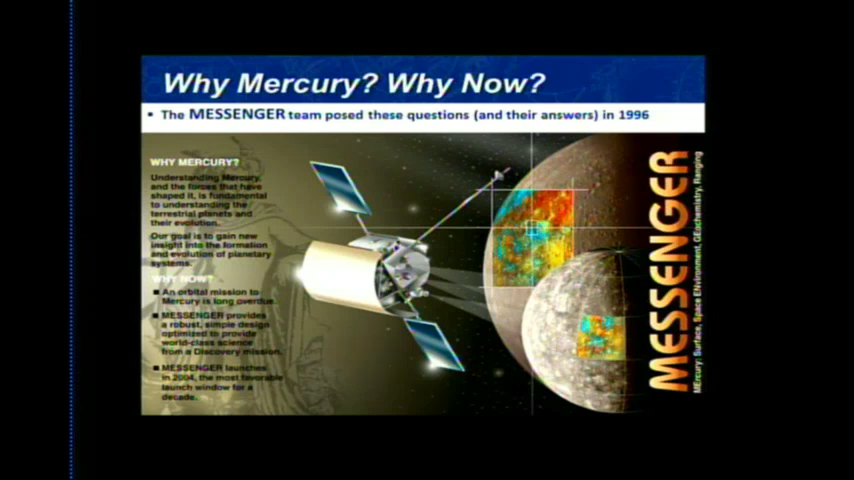 Why Mercury? Why Now?
• The MESSENGER team posed these questions (and their answers) in 1996
WHY MERCURY?
Understanding Mercury,
and the forces that have
shaped it, is fundamental
to understanding the
terrestrial planets and
their evolution.
Our goal is to gain new
insight into the formation
and evolution of planetary
systems.
WHY NOW?
■ An orbital mission to
Mercury is long overdue.
■ MESSENGER provides
a robust, simple design
optimized to provide
world-class science
from a Discovery mission.
■ MESSENGER launches
in 2004, the most favorable
launch window for a
decade.
MESSENGER
MErcury: Surface, Space ENvironment, GEochemistry, Ranging